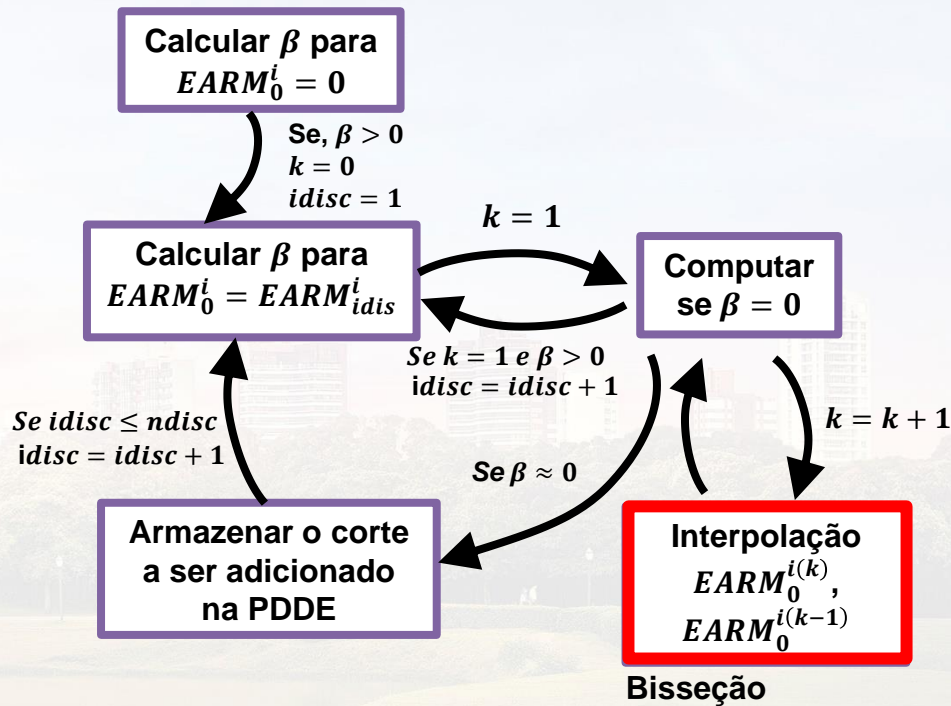 Calcular β para
EARM₀ⁱ = 0
Se, β > 0
k = 0
idisc = 1
Calcular β para
EARM₀ⁱ = EARMⁱ_idis
k = 1
Computar
se β = 0
Se k = 1 e β > 0
idisc = idisc + 1
k = k + 1
Se idisc ≤ ndisc
idisc = idisc + 1
Se β ≈ 0
Armazenar o corte
a ser adicionado
na PDDE
Interpolação
EARM₀^i(k),
EARM₀^i(k−1)
Bisseção